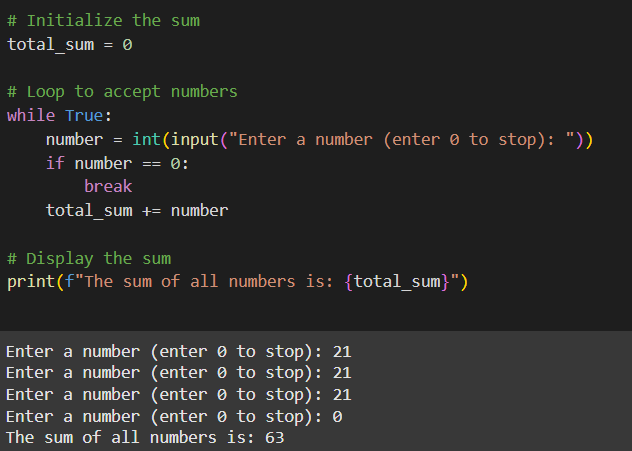 # Initialize the sum
total_sum = 0
# Loop to accept numbers
while True:
    number = int(input("Enter a number (enter 0 to stop): "))
    if number == 0:
        break
    total_sum += number
# Display the sum
print(f"The sum of all numbers is: {total_sum}")
Enter a number (enter 0 to stop): 21
Enter a number (enter 0 to stop): 21
Enter a number (enter 0 to stop): 21
Enter a number (enter 0 to stop): 0
The sum of all numbers is: 63